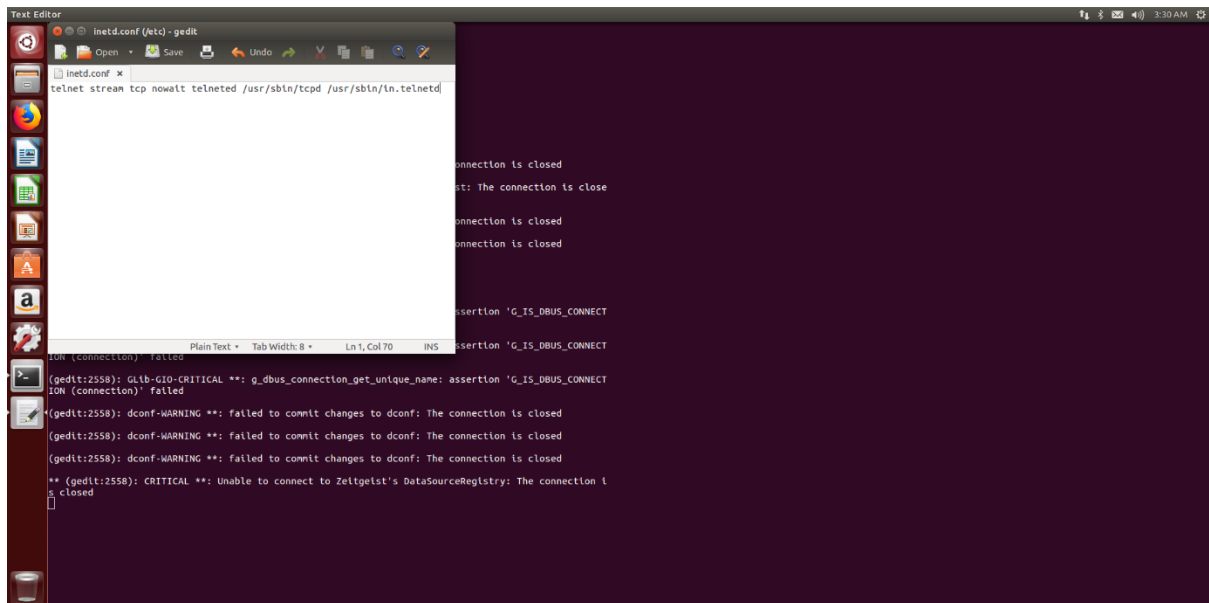 Text Editor
3:30 AM
inetd.conf (/etc) - gedit
Open Save Undo
inetd.conf ×
telnet stream tcp nowait telneted /usr/sbin/tcpd /usr/sbin/in.telnetd
onnection is closed
st: The connection is close
onnection is closed
onnection is closed
ssertion 'G_IS_DBUS_CONNECT
Plain Text Tab Width: 8 Ln 1, Col 70 INS
ssertion 'G_IS_DBUS_CONNECT
ION (connection)' failed
(gedit:2558): GLib-GIO-CRITICAL **: g_dbus_connection_get_unique_name: assertion 'G_IS_DBUS_CONNECT
ION (connection)' failed
(gedit:2558): dconf-WARNING **: failed to commit changes to dconf: The connection is closed
(gedit:2558): dconf-WARNING **: failed to commit changes to dconf: The connection is closed
(gedit:2558): dconf-WARNING **: failed to commit changes to dconf: The connection is closed
** (gedit:2558): CRITICAL **: Unable to connect to Zeitgeist's DataSourceRegistry: The connection i
s closed